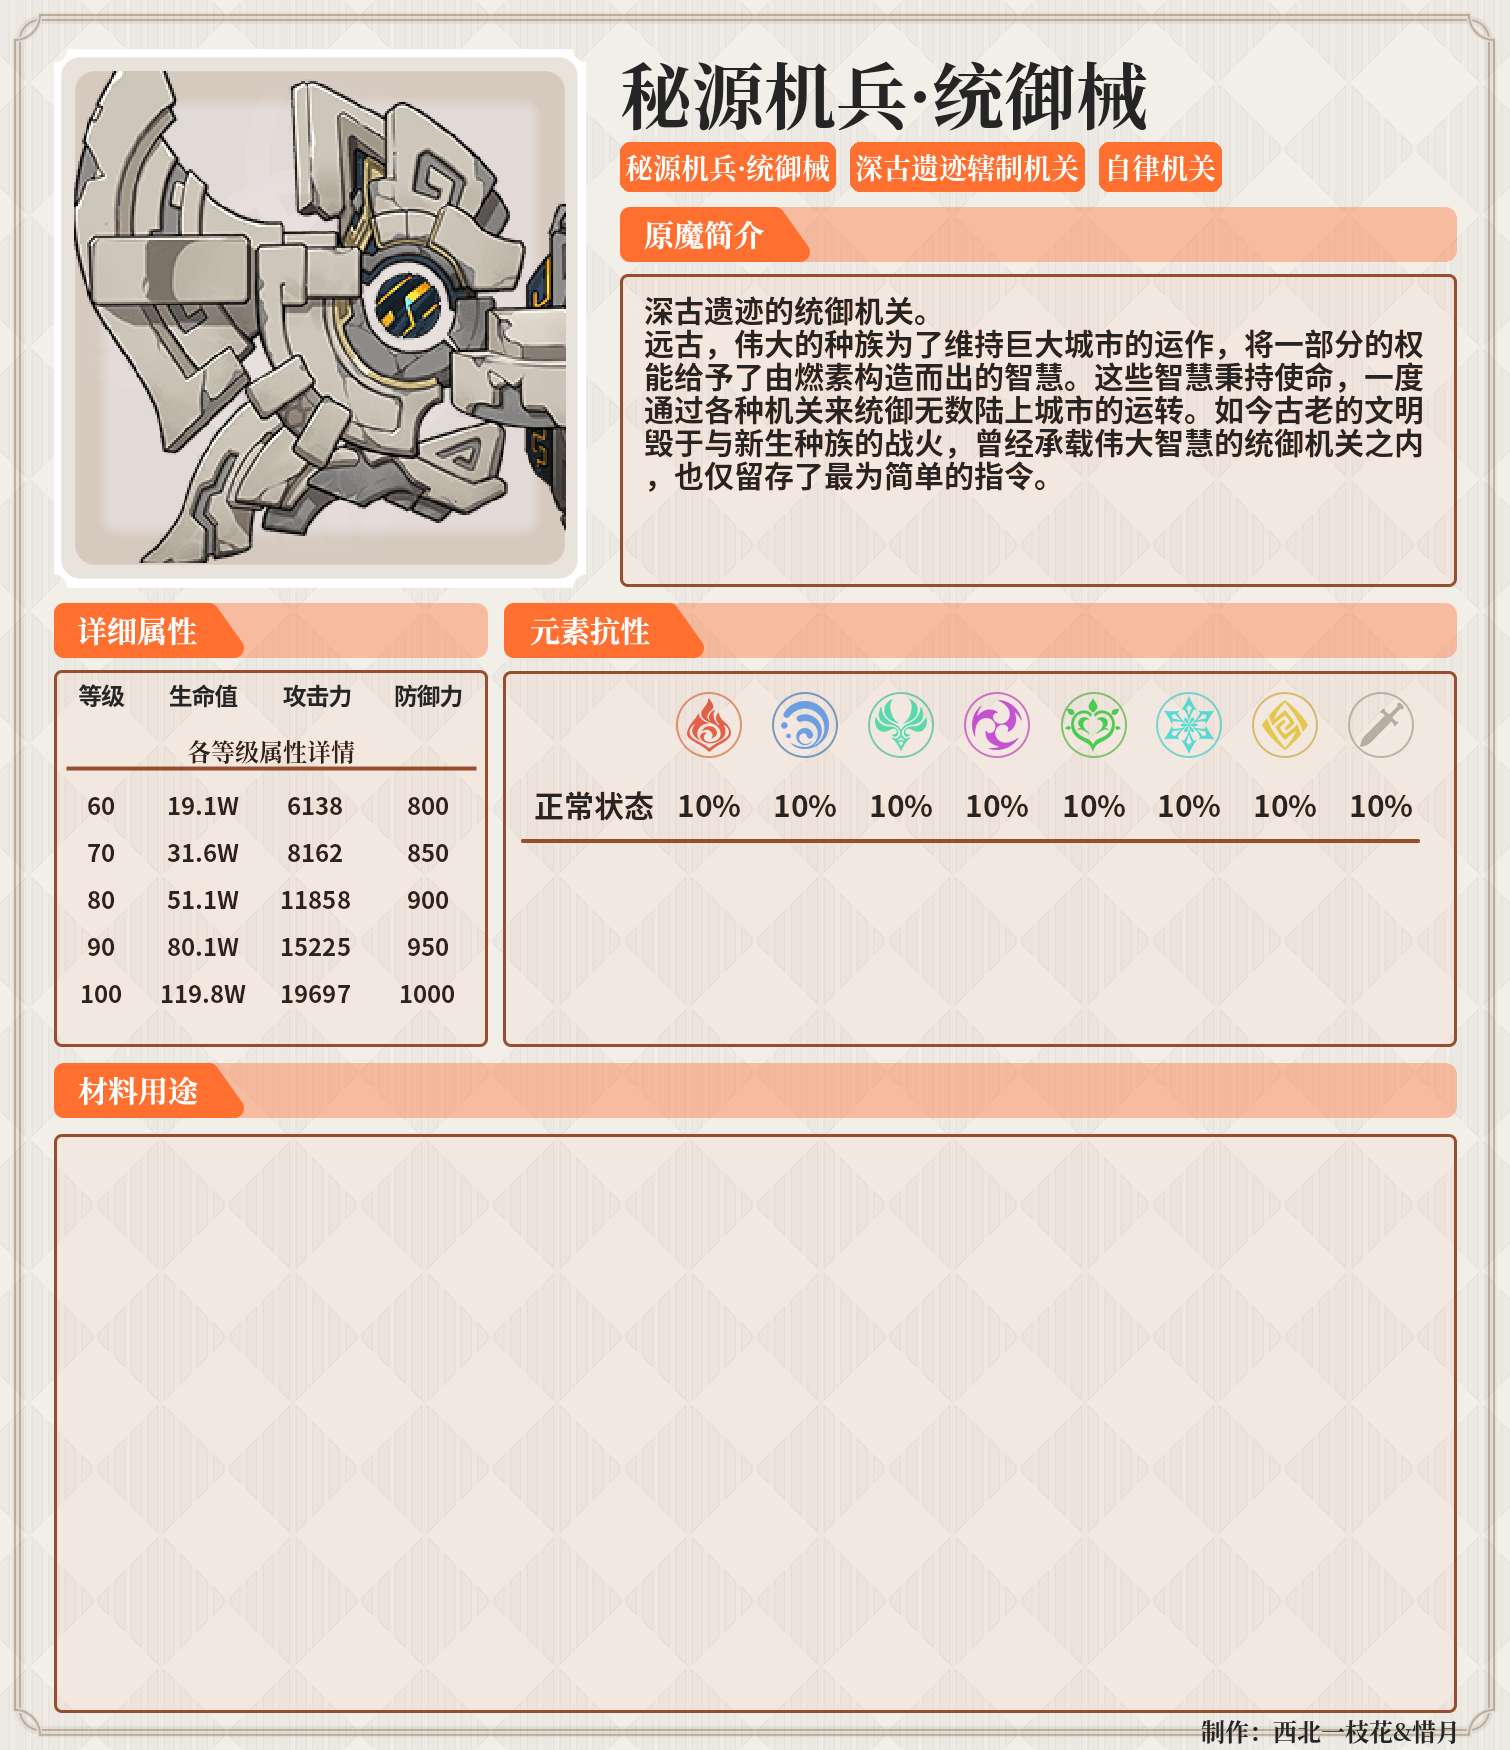 秘源机兵·统御械
秘源机兵·统御械 深古遗迹辖制机关 自律机关
原魔简介
深古遗迹的统御机关。
远古，伟大的种族为了维持巨大城市的运作，将一部分的权
能给予了由燃素构造而出的智慧。这些智慧秉持使命，一度
通过各种机关来统御无数陆上城市的运转。如今古老的文明
毁于与新生种族的战火，曾经承载伟大智慧的统御机关之内
，也仅留存了最为简单的指令。
详细属性
等级 生命值 攻击力 防御力
各等级属性详情
60 19.1W 6138 800
70 31.6W 8162 850
80 51.1W 11858 900
90 80.1W 15225 950
100 119.8W 19697 1000
元素抗性
正常状态 10% 10% 10% 10% 10% 10% 10% 10%
材料用途
制作：西北一枝花&惜月